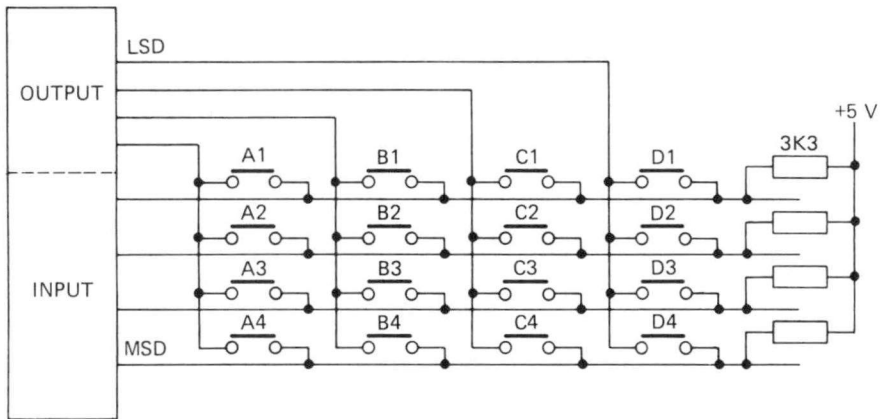 LSD
OUTPUT
+5 V
3K3
A1 B1 C1 D1
A2 B2 C2 D2
INPUT
A3 B3 C3 D3
A4 B4 C4 D4
MSD